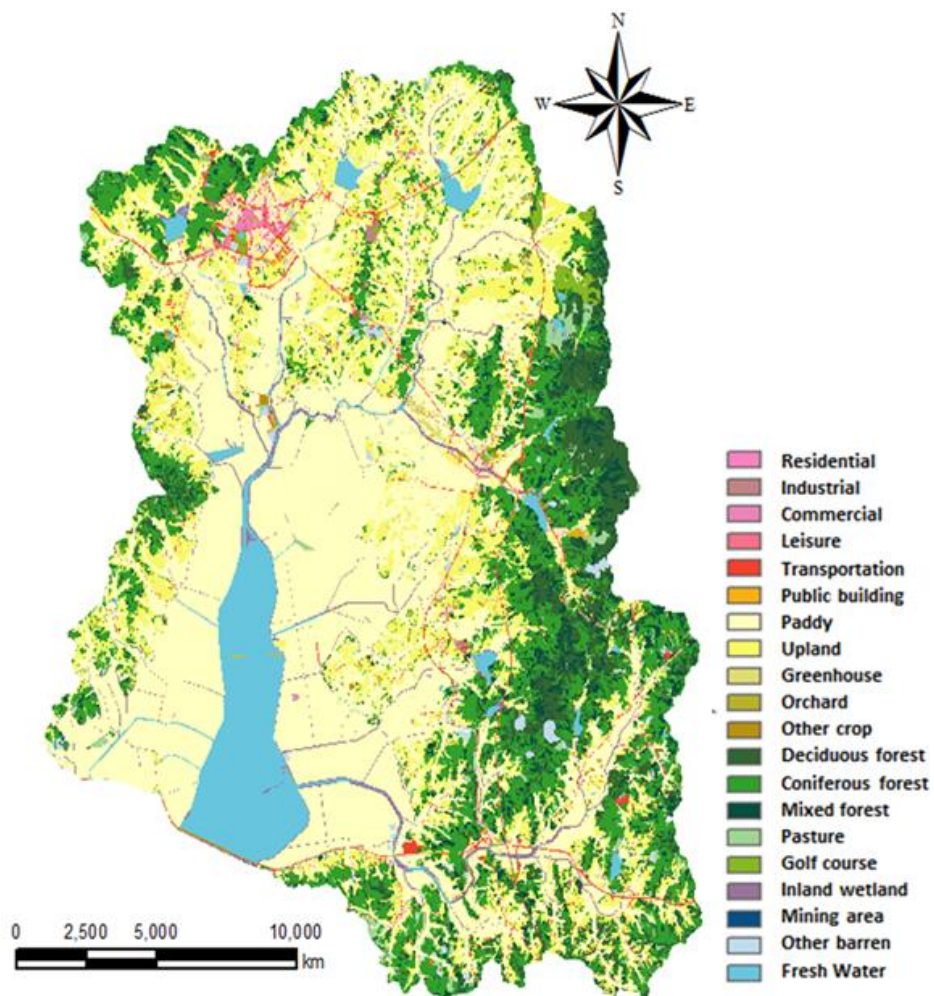 N
W E
S
Residential
Industrial
Commercial
Leisure
Transportation
Public building
Paddy
Upland
Greenhouse
Orchard
Other crop
Deciduous forest
Coniferous forest
Mixed forest
Pasture
Golf course
Inland wetland
Mining area
Other barren
Fresh Water
0 2,500 5,000 10,000
km